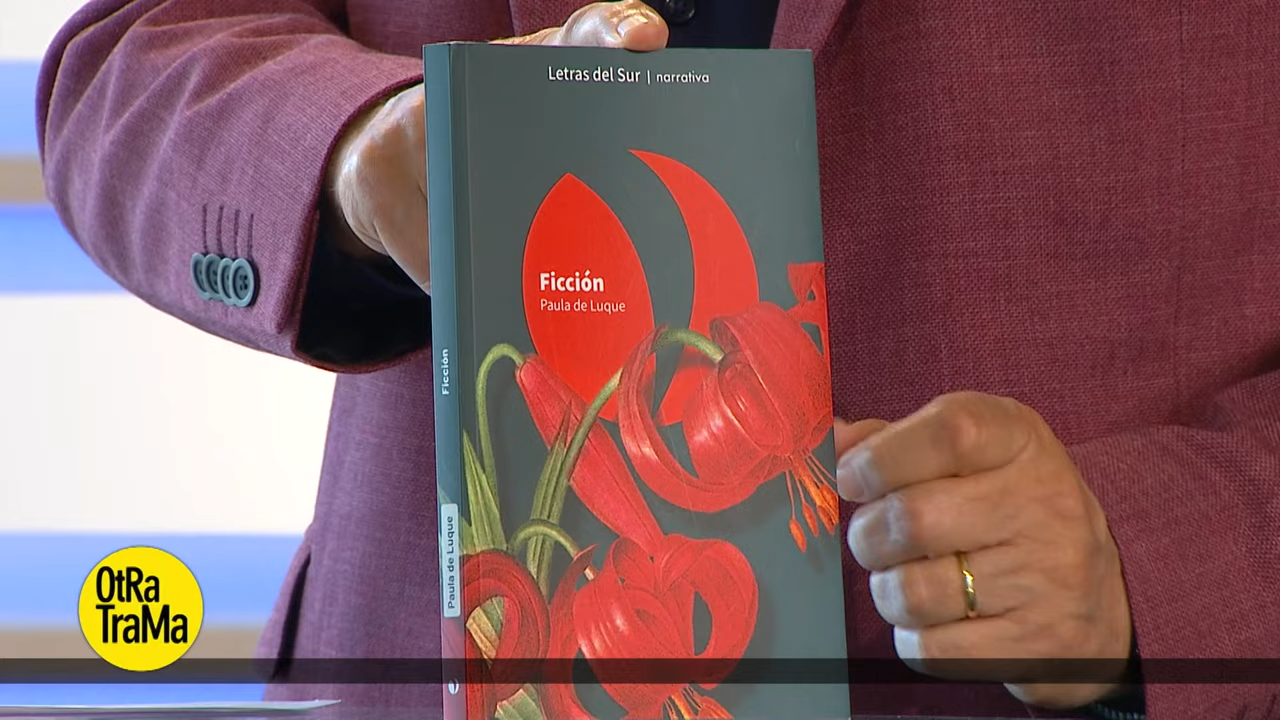 Letras del Sur | narrativa
Ficción
Paula de Luque
Ficción
Paula de Luque
OtRa
TraMa